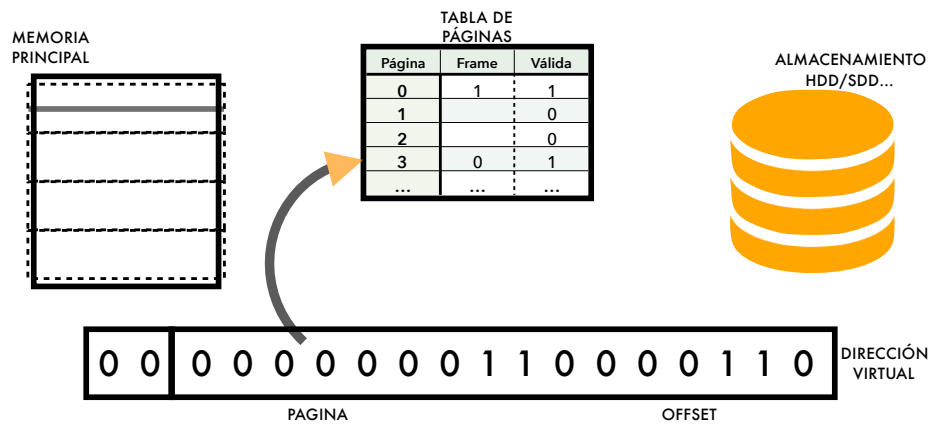 MEMORIA
PRINCIPAL
TABLA DE
PÁGINAS
Página Frame Válida
0 1 1
1 0
2 0
3 0 1
... ... ...
ALMACENAMIENTO
HDD/SDD...
0 0 0 0 0 0 0 0 0 1 1 0 0 0 0 1 1 0
DIRECCIÓN
VIRTUAL
PAGINA OFFSET